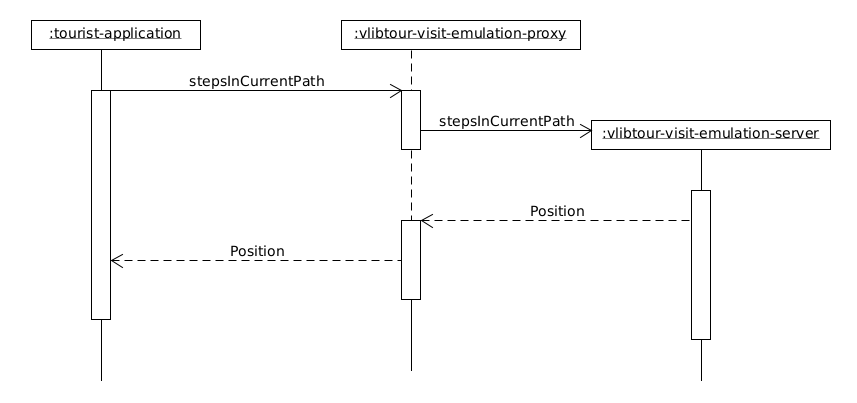 :tourist-application
:vlibtour-visit-emulation-proxy
stepsInCurrentPath
stepsInCurrentPath
:vlibtour-visit-emulation-server
Position
Position